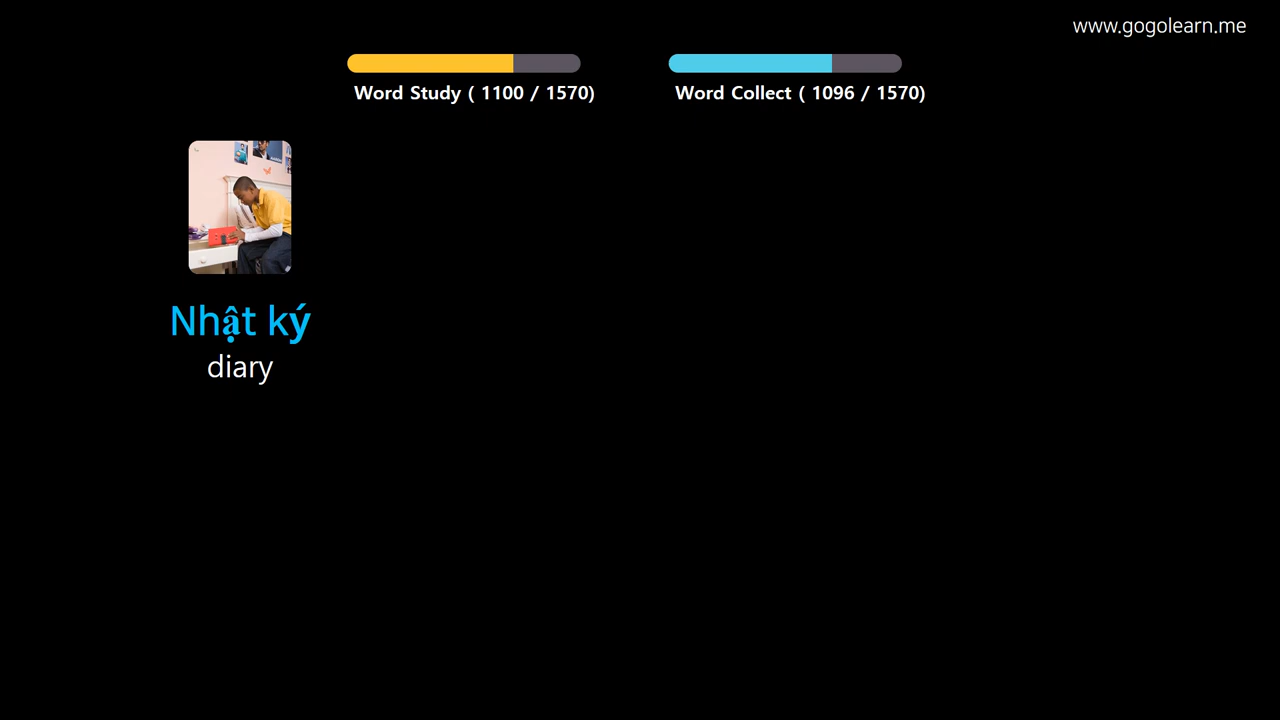 www.gogolearn.me
Word Study ( 1100 / 1570)
Word Collect ( 1096 / 1570)
Nhật ký
diary